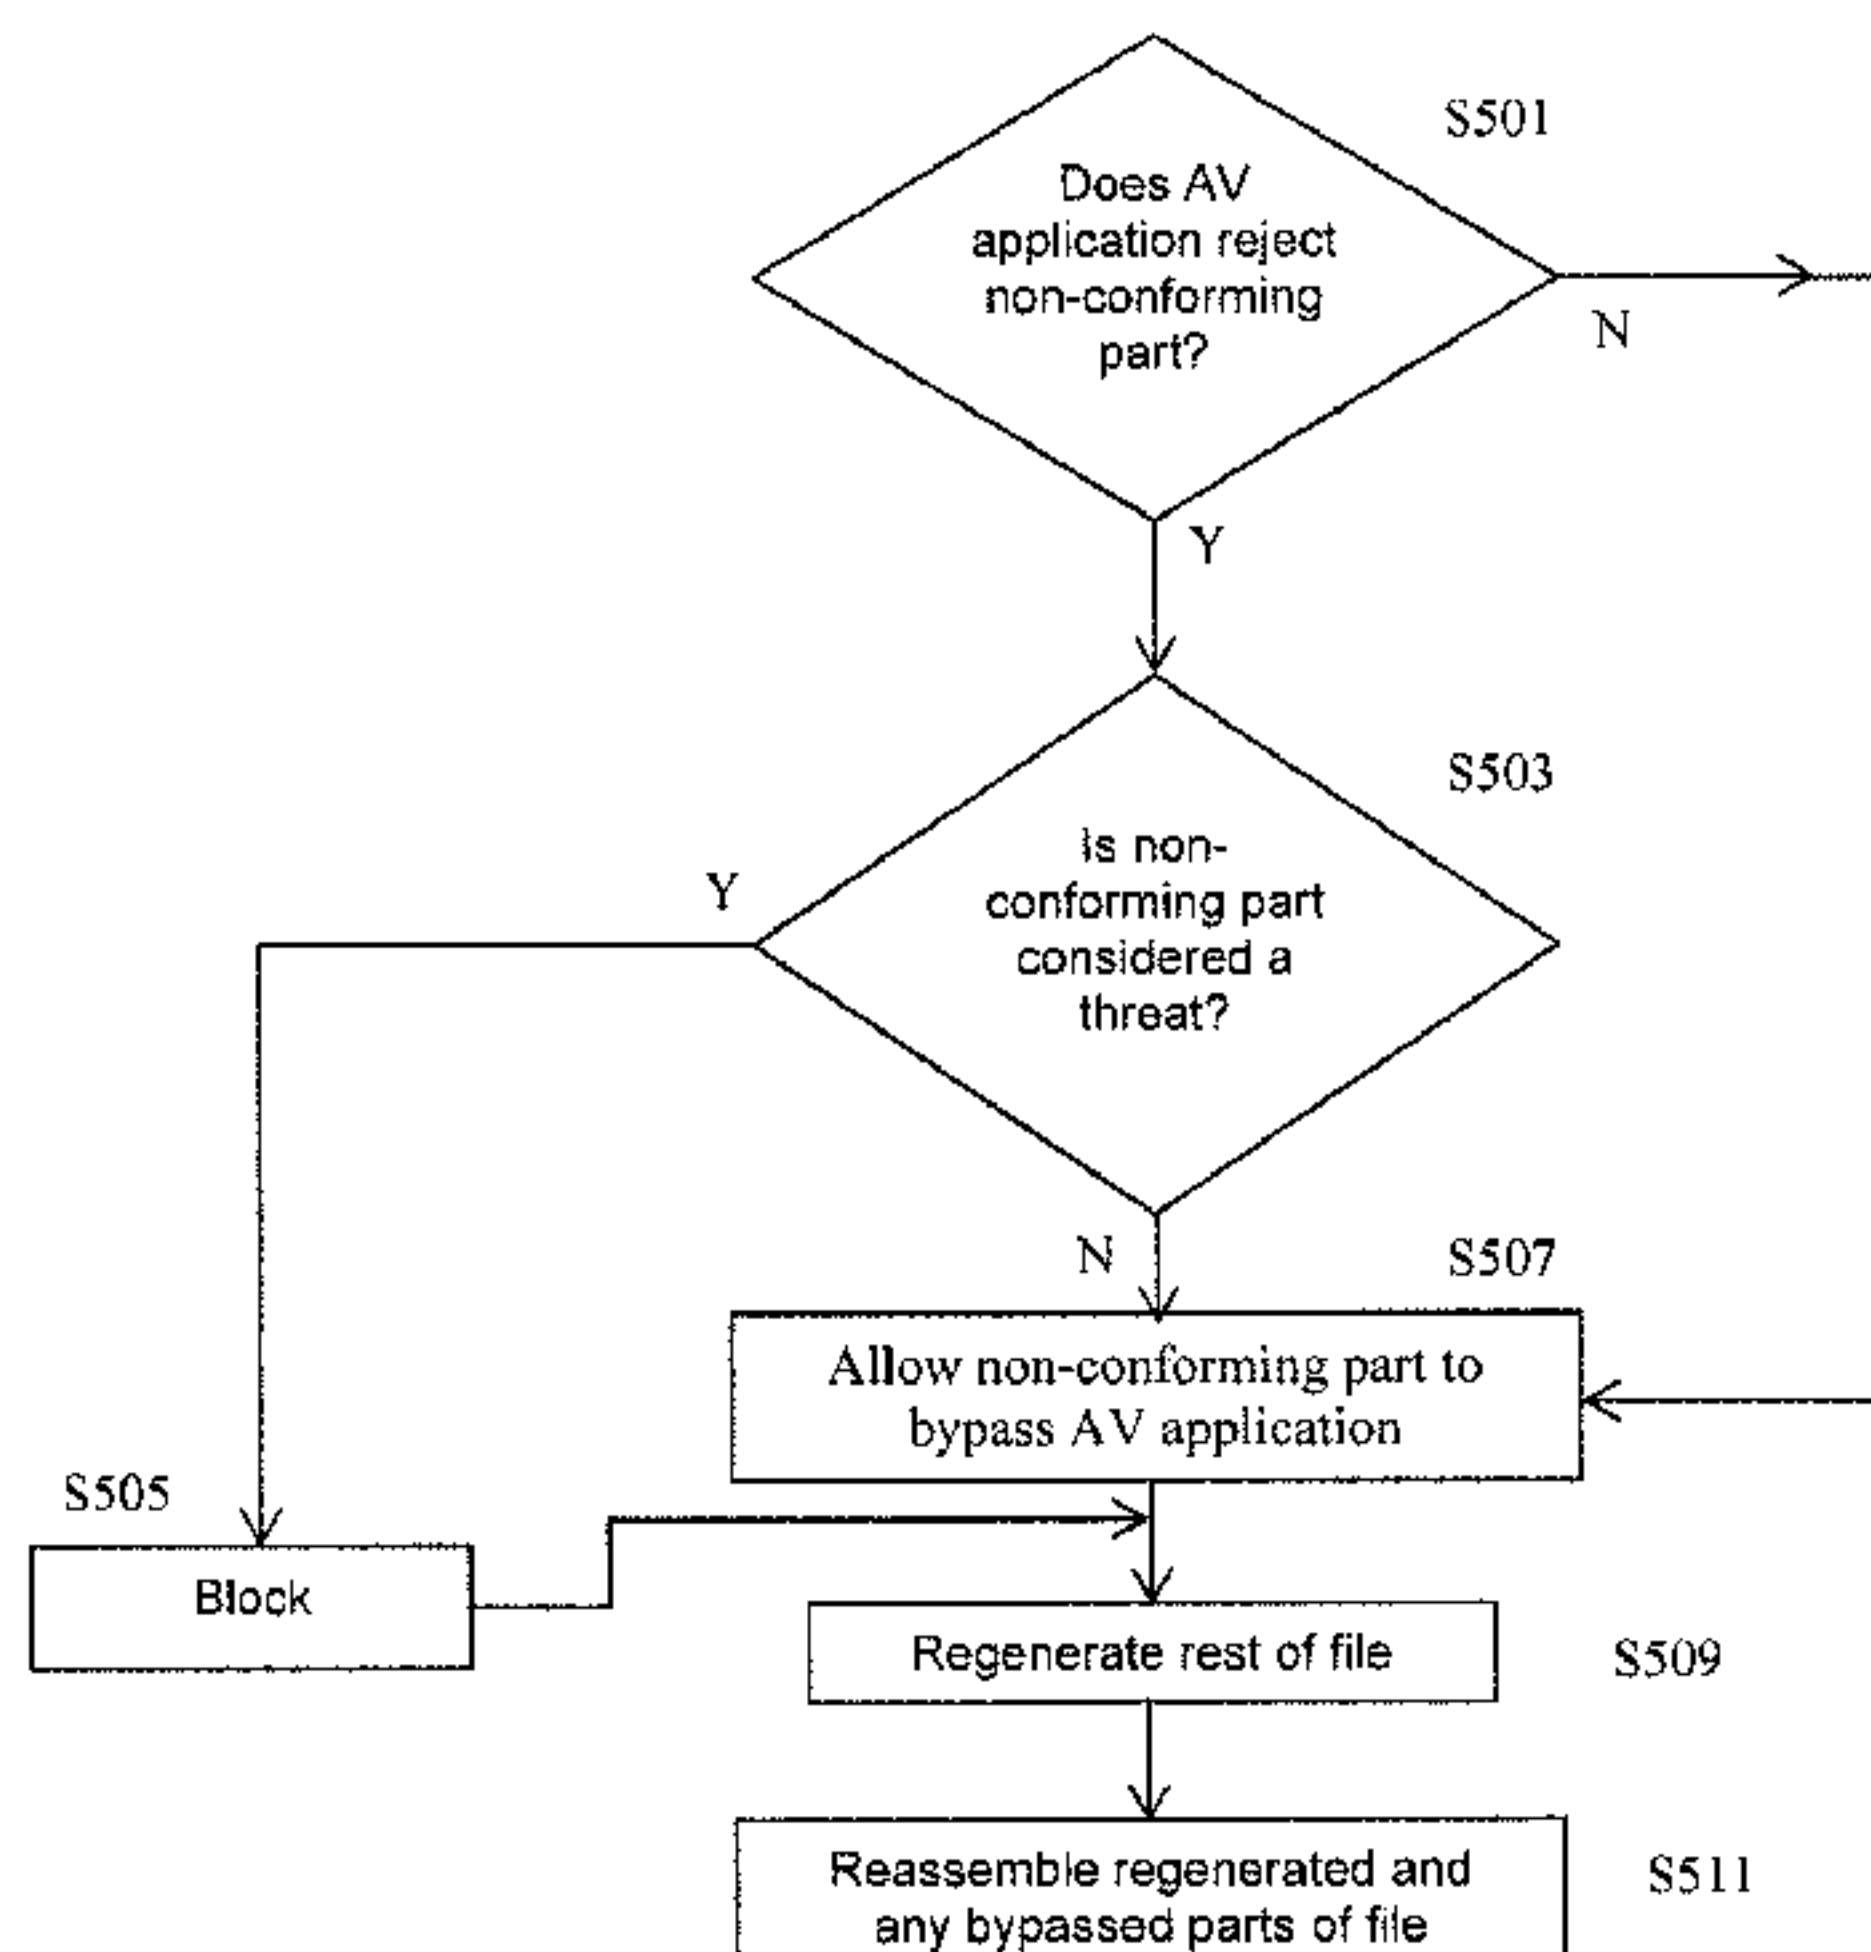 S501
Does AV
application reject
non-conforming
part?
N
Y
S503
Is non-
conforming part
considered a
threat?
Y
N
S507
Allow non-conforming part to
bypass AV application
S505
Block
Regenerate rest of file
S509
Reassemble regenerated and
any bypassed parts of file
S511